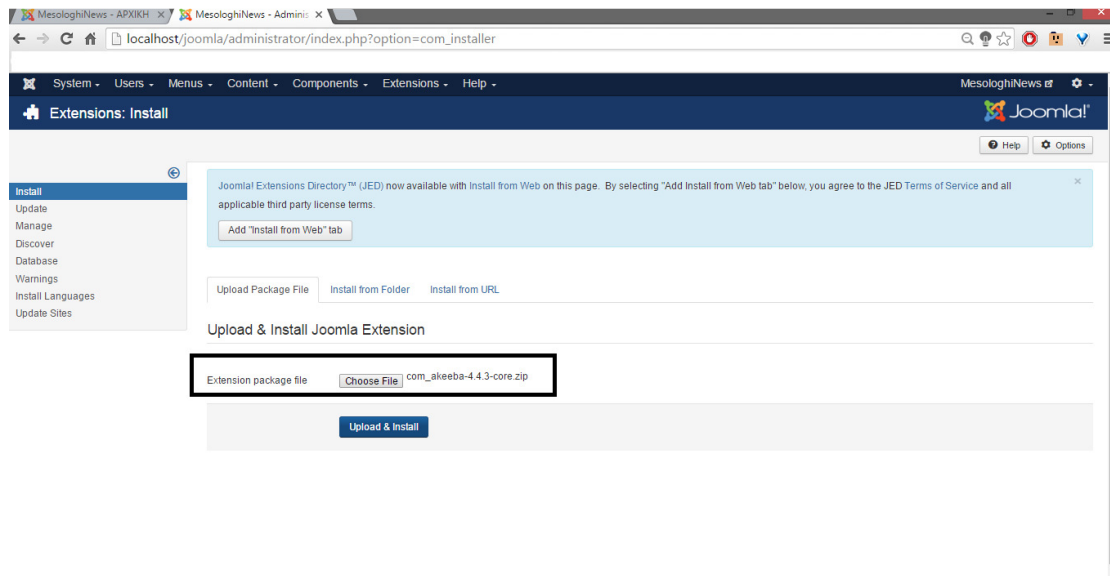 MesologhiNews - ΑΡΧΙΚΗ
MesologhiNews - Adminis
localhost/joomla/administrator/index.php?option=com_installer
System Users Menus Content Components Extensions Help MesologhiNews
Extensions: Install
Joomla!
Help Options
Install
Update
Manage
Discover
Database
Warnings
Install Languages
Update Sites
Joomla! Extensions Directory™ (JED) now available with Install from Web on this page. By selecting "Add Install from Web tab" below, you agree to the JED Terms of Service and all
applicable third party license terms.
Add "Install from Web" tab
Upload Package File Install from Folder Install from URL
Upload & Install Joomla Extension
Extension package file Choose File com_akeeba-4.4.3-core.zip
Upload & Install